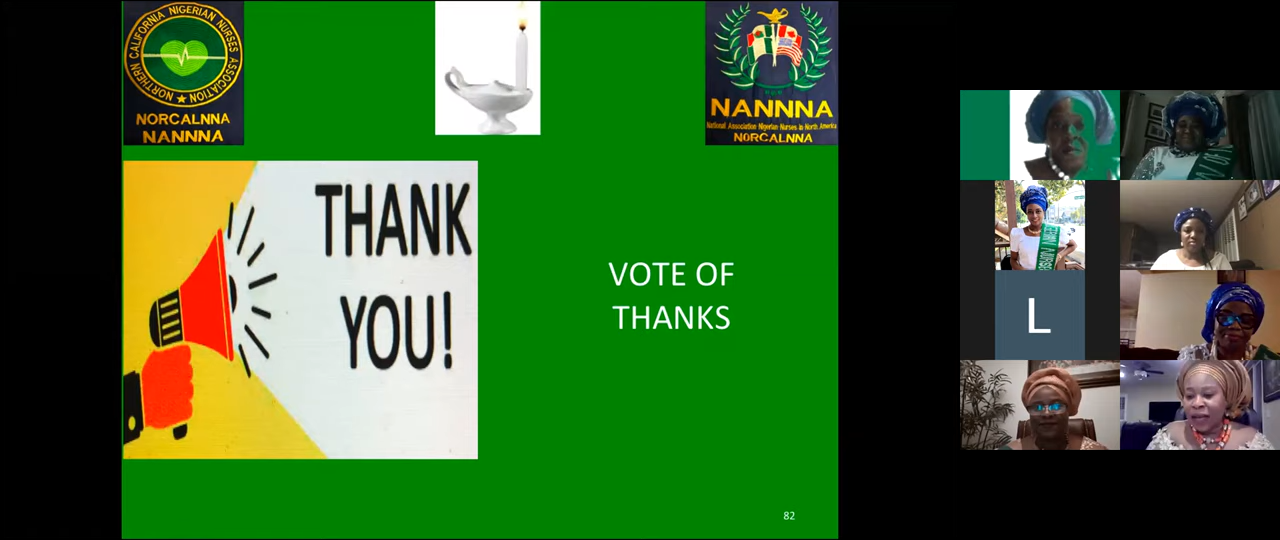 NORTHERN CALIFORNIA NIGERIAN NURSES ASSOCIATION
NORCALNNA
NANNNA
NANNNA
National Association Nigerian Nurses in North America
NORCALNNA
THANK
YOU!
VOTE OF
THANKS
82
L